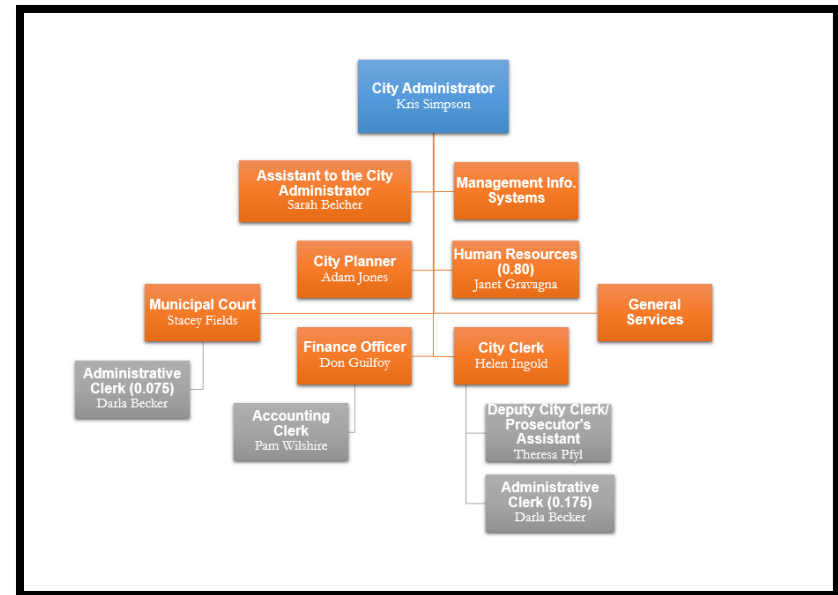 City Administrator
Kris Simpson
Assistant to the City
Administrator
Sarah Belcher
Management Info.
Systems
City Planner
Adam Jones
Human Resources
(0.80)
Janet Gravagna
Municipal Court
Stacey Fields
General
Services
Finance Officer
Don Guilfoy
City Clerk
Helen Ingold
Administrative
Clerk (0.075)
Darla Becker
Accounting
Clerk
Pam Wilshire
Deputy City Clerk/
Prosecutor's
Assistant
Theresa Pfyl
Administrative
Clerk (0.175)
Darla Becker